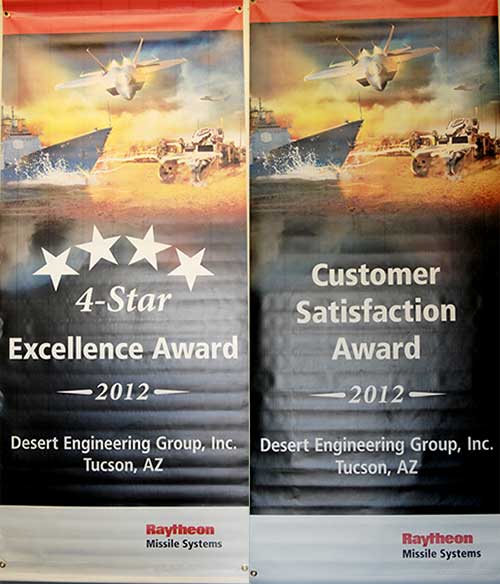 4-Star
Excellence Award
2012
Desert Engineering Group, Inc.
Tucson, AZ
Raytheon
Missile Systems
Customer
Satisfaction
Award
2012
Desert Engineering Group, Inc.
Tucson, AZ
Raytheon
Missile Systems